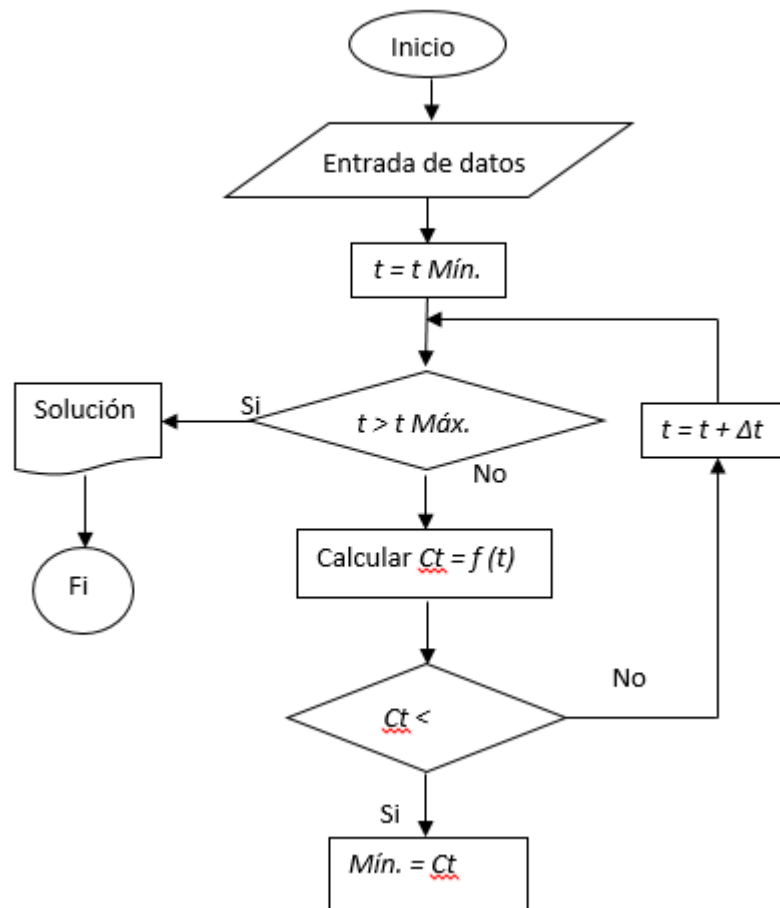 Inicio
Entrada de datos
t = t Mín.
t > t Máx.
Si
Solución
t = t + Δt
No
Fi
Calcular Ct = f (t)
Ct <
No
Si
Mín. = Ct